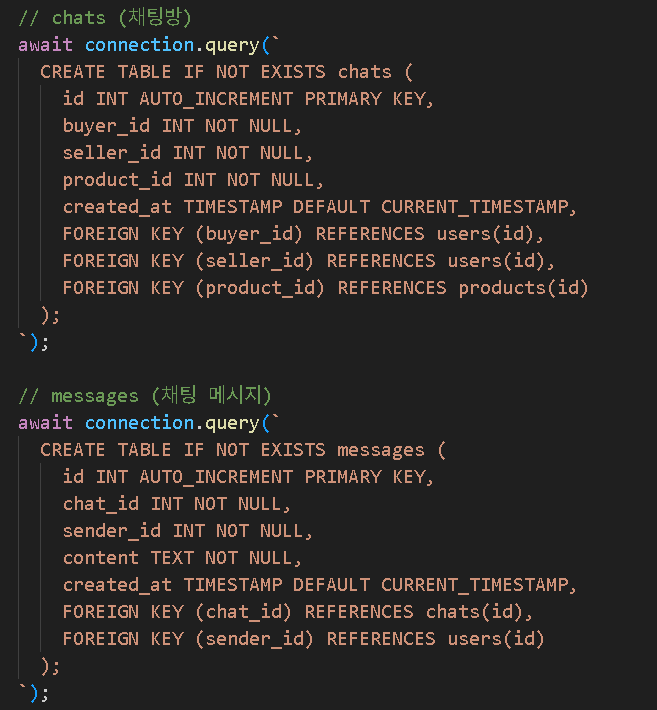 // chats (채팅방)
await connection.query(`
  CREATE TABLE IF NOT EXISTS chats (
    id INT AUTO_INCREMENT PRIMARY KEY,
    buyer_id INT NOT NULL,
    seller_id INT NOT NULL,
    product_id INT NOT NULL,
    created_at TIMESTAMP DEFAULT CURRENT_TIMESTAMP,
    FOREIGN KEY (buyer_id) REFERENCES users(id),
    FOREIGN KEY (seller_id) REFERENCES users(id),
    FOREIGN KEY (product_id) REFERENCES products(id)
  );
`);

// messages (채팅 메시지)
await connection.query(`
  CREATE TABLE IF NOT EXISTS messages (
    id INT AUTO_INCREMENT PRIMARY KEY,
    chat_id INT NOT NULL,
    sender_id INT NOT NULL,
    content TEXT NOT NULL,
    created_at TIMESTAMP DEFAULT CURRENT_TIMESTAMP,
    FOREIGN KEY (chat_id) REFERENCES chats(id),
    FOREIGN KEY (sender_id) REFERENCES users(id)
  );
`);